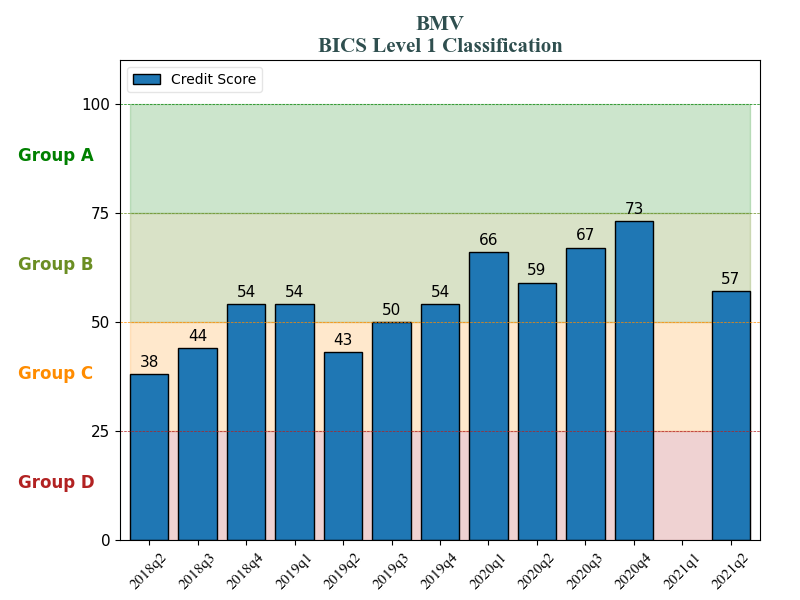 BMV
BICS Level 1 Classification
Credit Score
100
Group A
75
Group B
50
Group C
25
Group D
0
38
44
54
54
43
50
54
66
59
67
73
57
2018q2
2018q3
2018q4
2019q1
2019q2
2019q3
2019q4
2020q1
2020q2
2020q3
2020q4
2021q1
2021q2